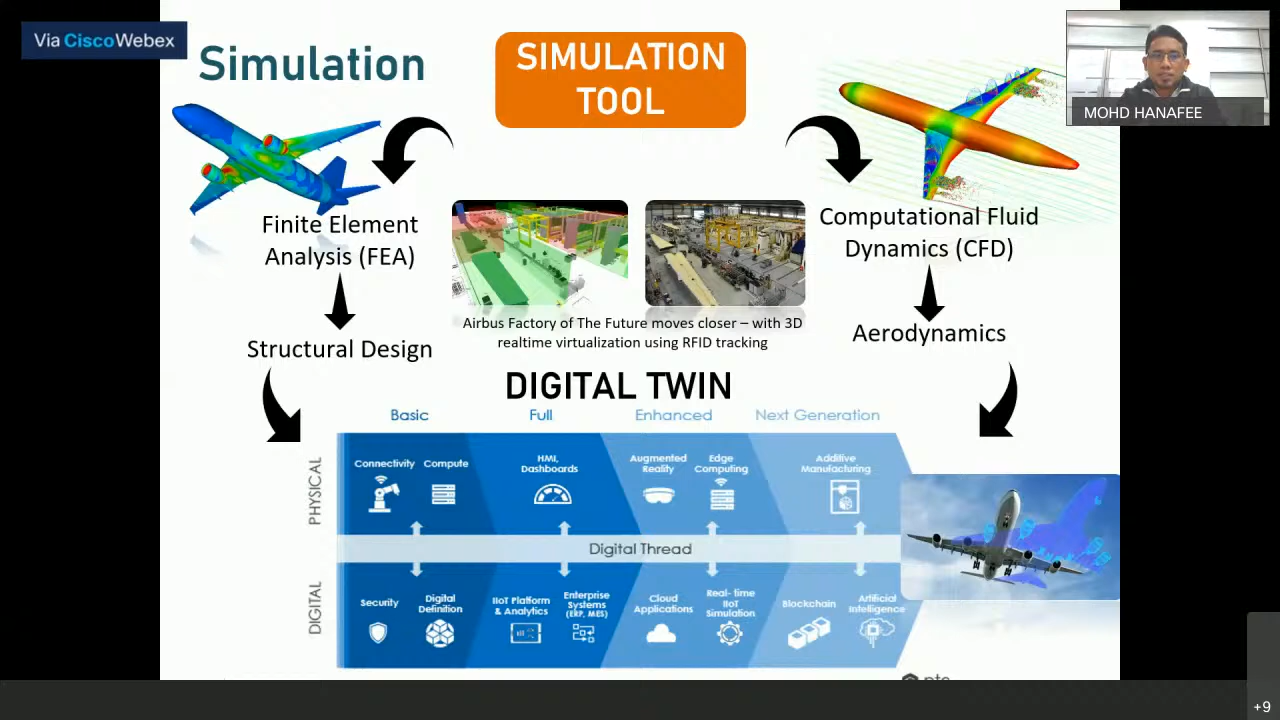 Via CiscoWebex
Simulation
SIMULATION
TOOL
MOHD HANAFEE
Finite Element
Analysis (FEA)
Structural Design
Computational Fluid
Dynamics (CFD)
Aerodynamics
Airbus Factory of The Future moves closer – with 3D
realtime virtualization using RFID tracking
DIGITAL TWIN
Basic
Full
Enhanced
Next Generation
PHYSICAL
Connectivity
Compute
HMI,
Dashboards
Augmented
Reality
Edge
Computing
Additive
Manufacturing
Digital Thread
DIGITAL
Security
Digital
Definition
IIoT Platform
& Analytics
Enterprise
Systems
(ERP, MES)
Cloud
Applications
Real- time
IIoT
Simulation
Blockchain
Artificial
Intelligence
+9